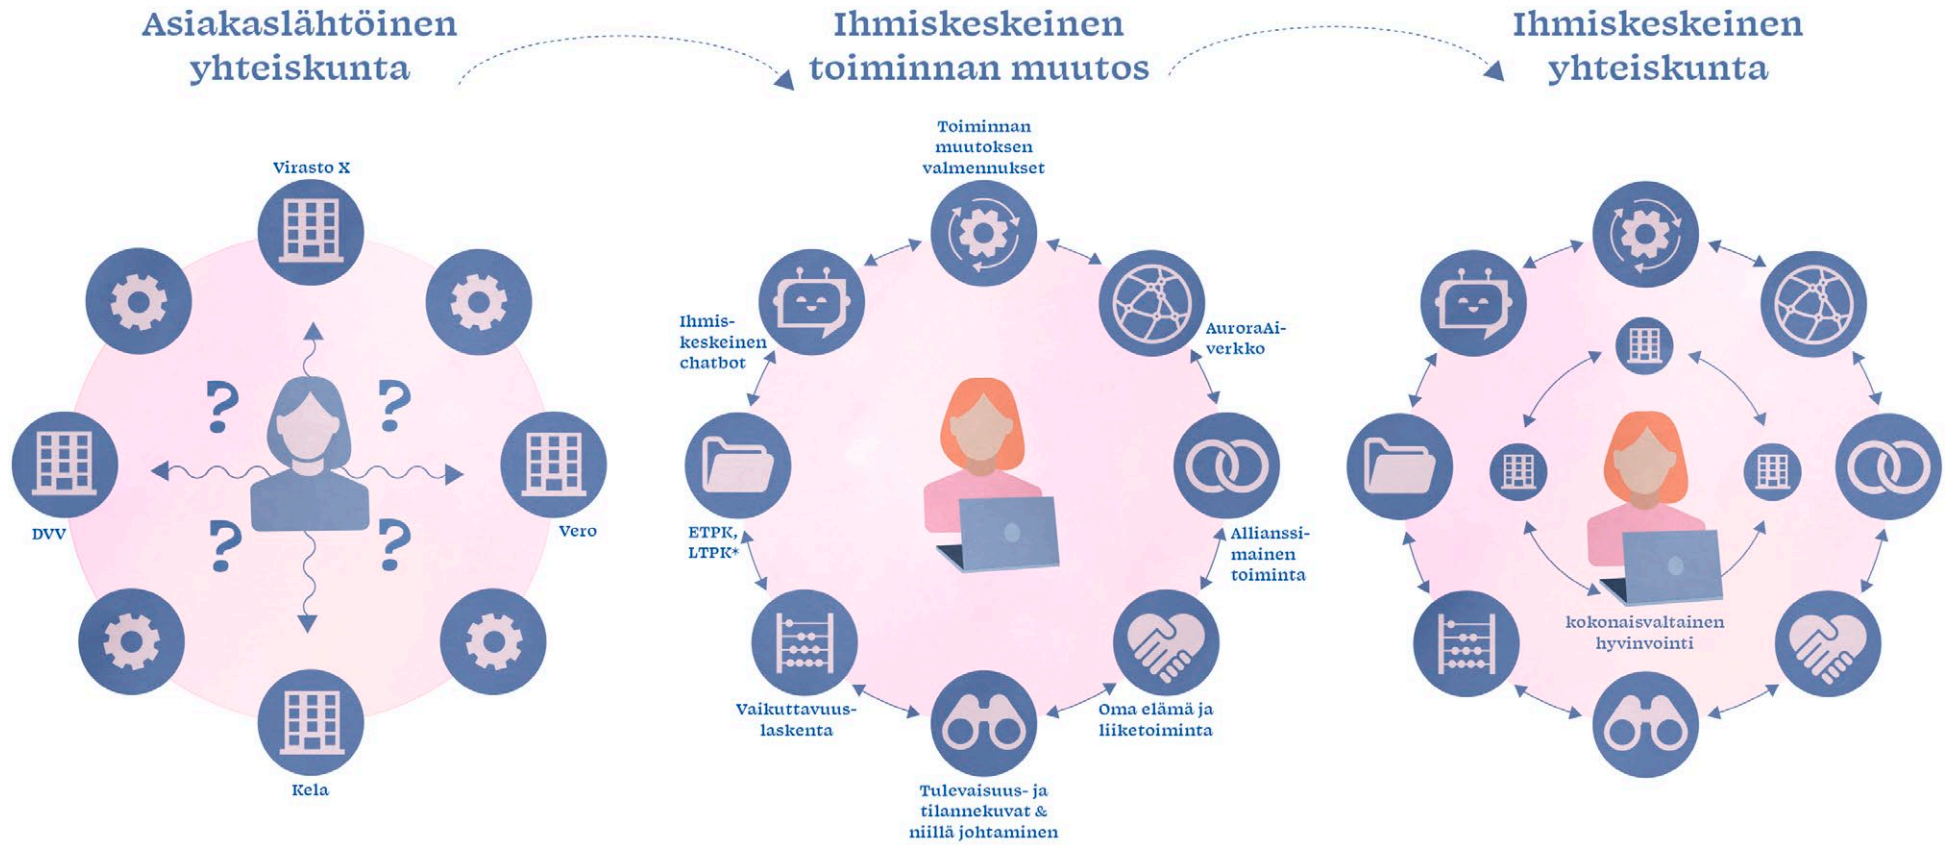 Asiakaslähtöinen
yhteiskunta
Virasto X
?
?
?
?
DVV
Vero
Kela
Ihmiskeskeinen
toiminnan muutos
Toiminnan
muutoksen
valmennukset
Ihmis-
keskeinen
chatbot
AuroraAi-
verkko
ETPK,
LTPK*
Allianssi-
mainen
toiminta
Vaikuttavuus-
laskenta
Oma elämä ja
liiketoiminta
Tulevaisuus- ja
tilannekuvat &
niillä johtaminen
Ihmiskeskeinen
yhteiskunta
kokonaisvaltainen
hyvinvointi